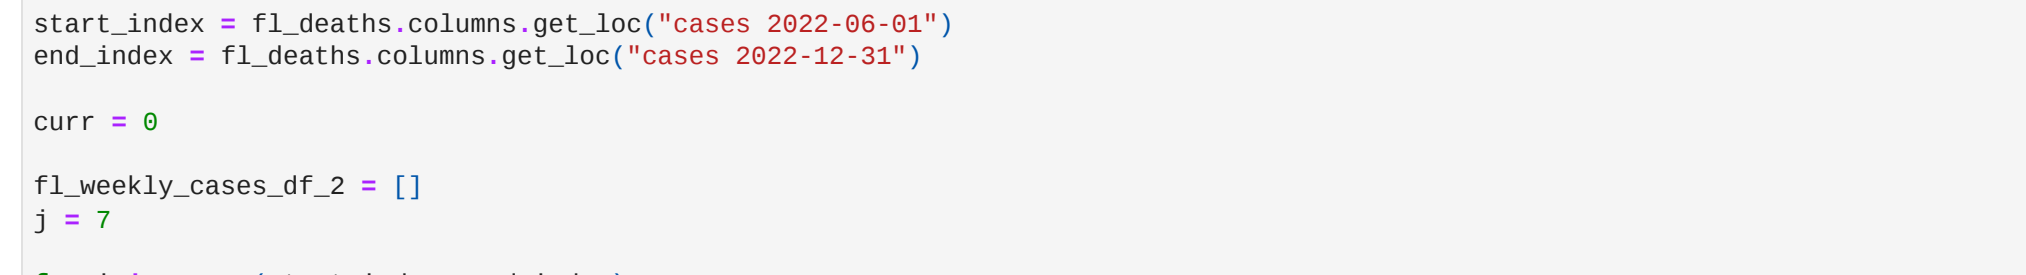 start_index = fl_deaths.columns.get_loc("cases 2022-06-01")
end_index = fl_deaths.columns.get_loc("cases 2022-12-31")
curr = 0
fl_weekly_cases_df_2 = []
j = 7